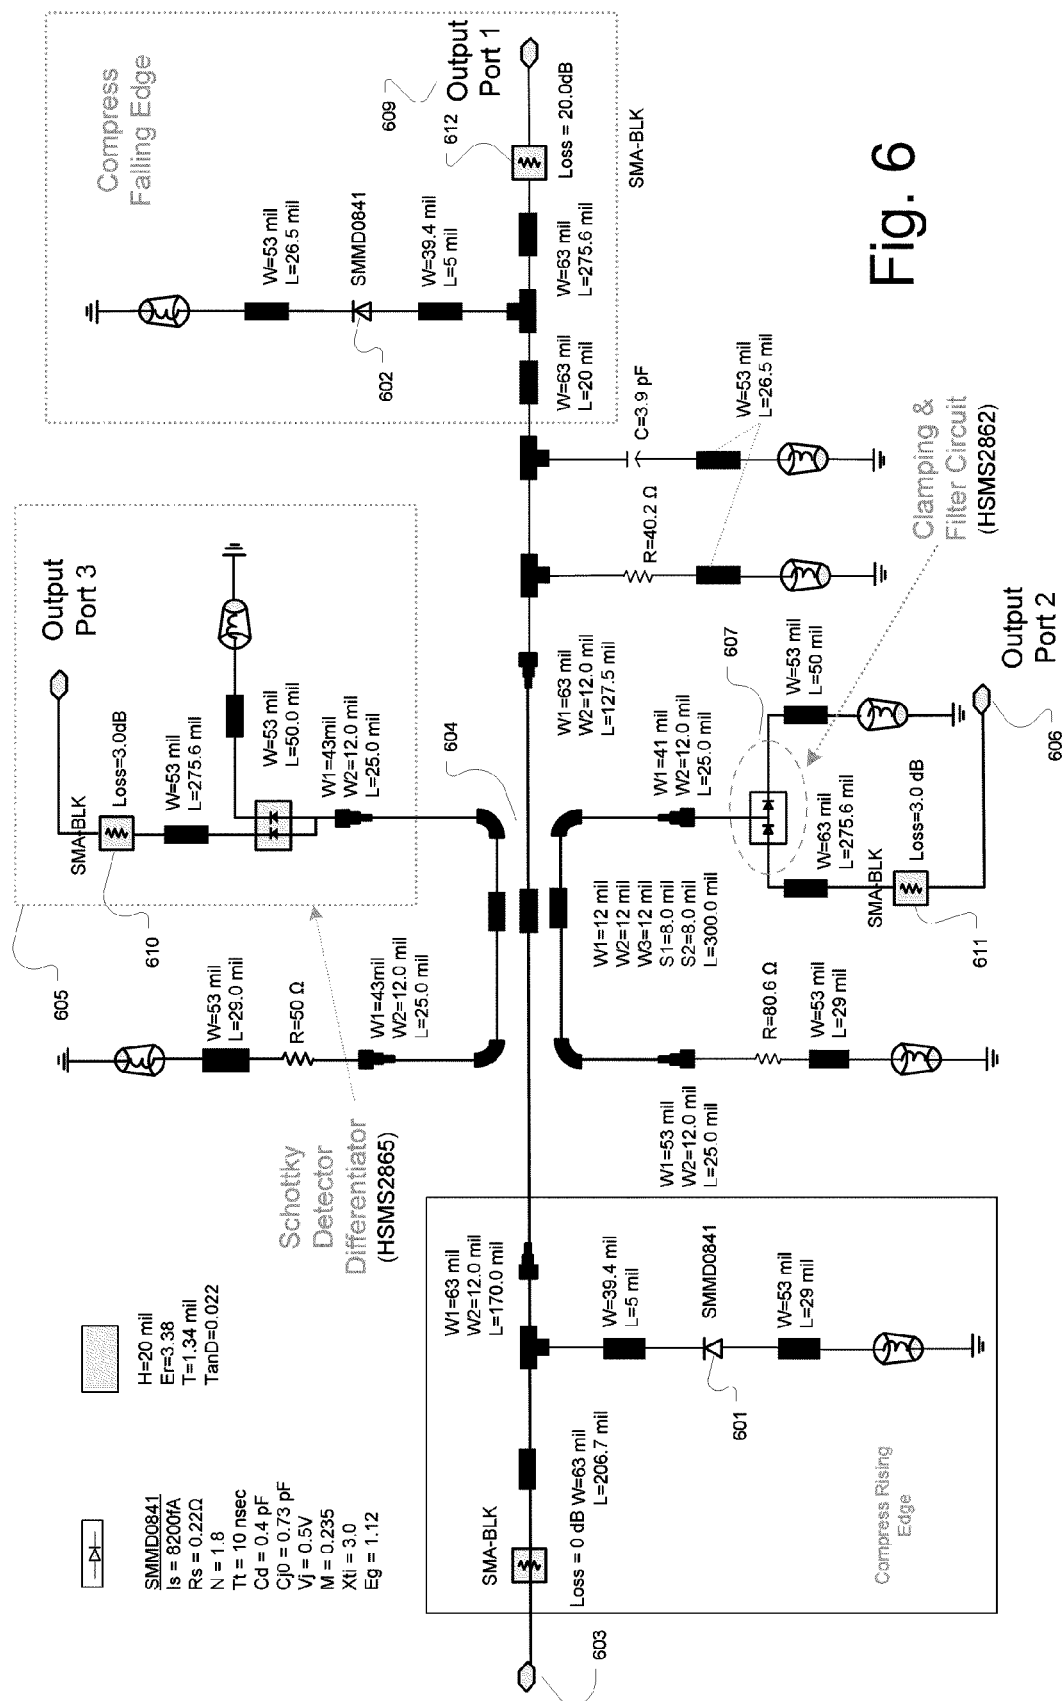 SMMD0841
Is = 8200fA
Rs = 0.22Ω
N = 1.8
Tt = 10 nsec
Cd = 0.4 pF
Cj0 = 0.73 pF
Vj = 0.5V
M = 0.235
Xti = 3.0
Eg = 1.12
H=20 mil
Er=3.38
T=1.34 mil
TanD=0.022
Schottky
Detector
Differentiator
(HSMS2865)
605
W=53 mil
L=29.0 mil
R=50 Ω
W1=43mil
W2=12.0 mil
L=25.0 mil
610
SMA-BLK
Loss=3.0dB
W=53 mil
L=275.6 mil
Output
Port 3
W=53 mil
L=50.0 mil
W1=43mil
W2=12.0 mil
L=25.0 mil
604
Compress
Falling Edge
W=53 mil
L=26.5 mil
SMMD0841
602
W=39.4 mil
L=5 mil
609
Output
Port 1
612
Loss = 20.0dB
SMA-BLK
W=63 mil
L=20 mil
W=63 mil
L=275.6 mil
603
SMA-BLK
Loss = 0 dB
W=63 mil
L=206.7 mil
W1=63 mil
W2=12.0 mil
L=170.0 mil
W=39.4 mil
L=5 mil
SMMD0841
601
W=53 mil
L=29 mil
Compress Rising
Edge
W1=53 mil
W2=12.0 mil
L=25.0 mil
R=80.6 Ω
W=53 mil
L=29 mil
W1=12 mil
W2=12 mil
W3=12 mil
S1=8.0 mil
S2=8.0 mil
L=300.0 mil
W1=41 mil
W2=12.0 mil
L=25.0 mil
607
W=63 mil
L=275.6 mil
SMA-BLK
Loss=3.0 dB
611
W=53 mil
L=50 mil
606
Output
Port 2
W1=63 mil
W2=12.0 mil
L=127.5 mil
R=40.2 Ω
C=3.9 pF
W=53 mil
L=26.5 mil
Clamping &
Filter Circuit
(HSMS2862)
Fig. 6